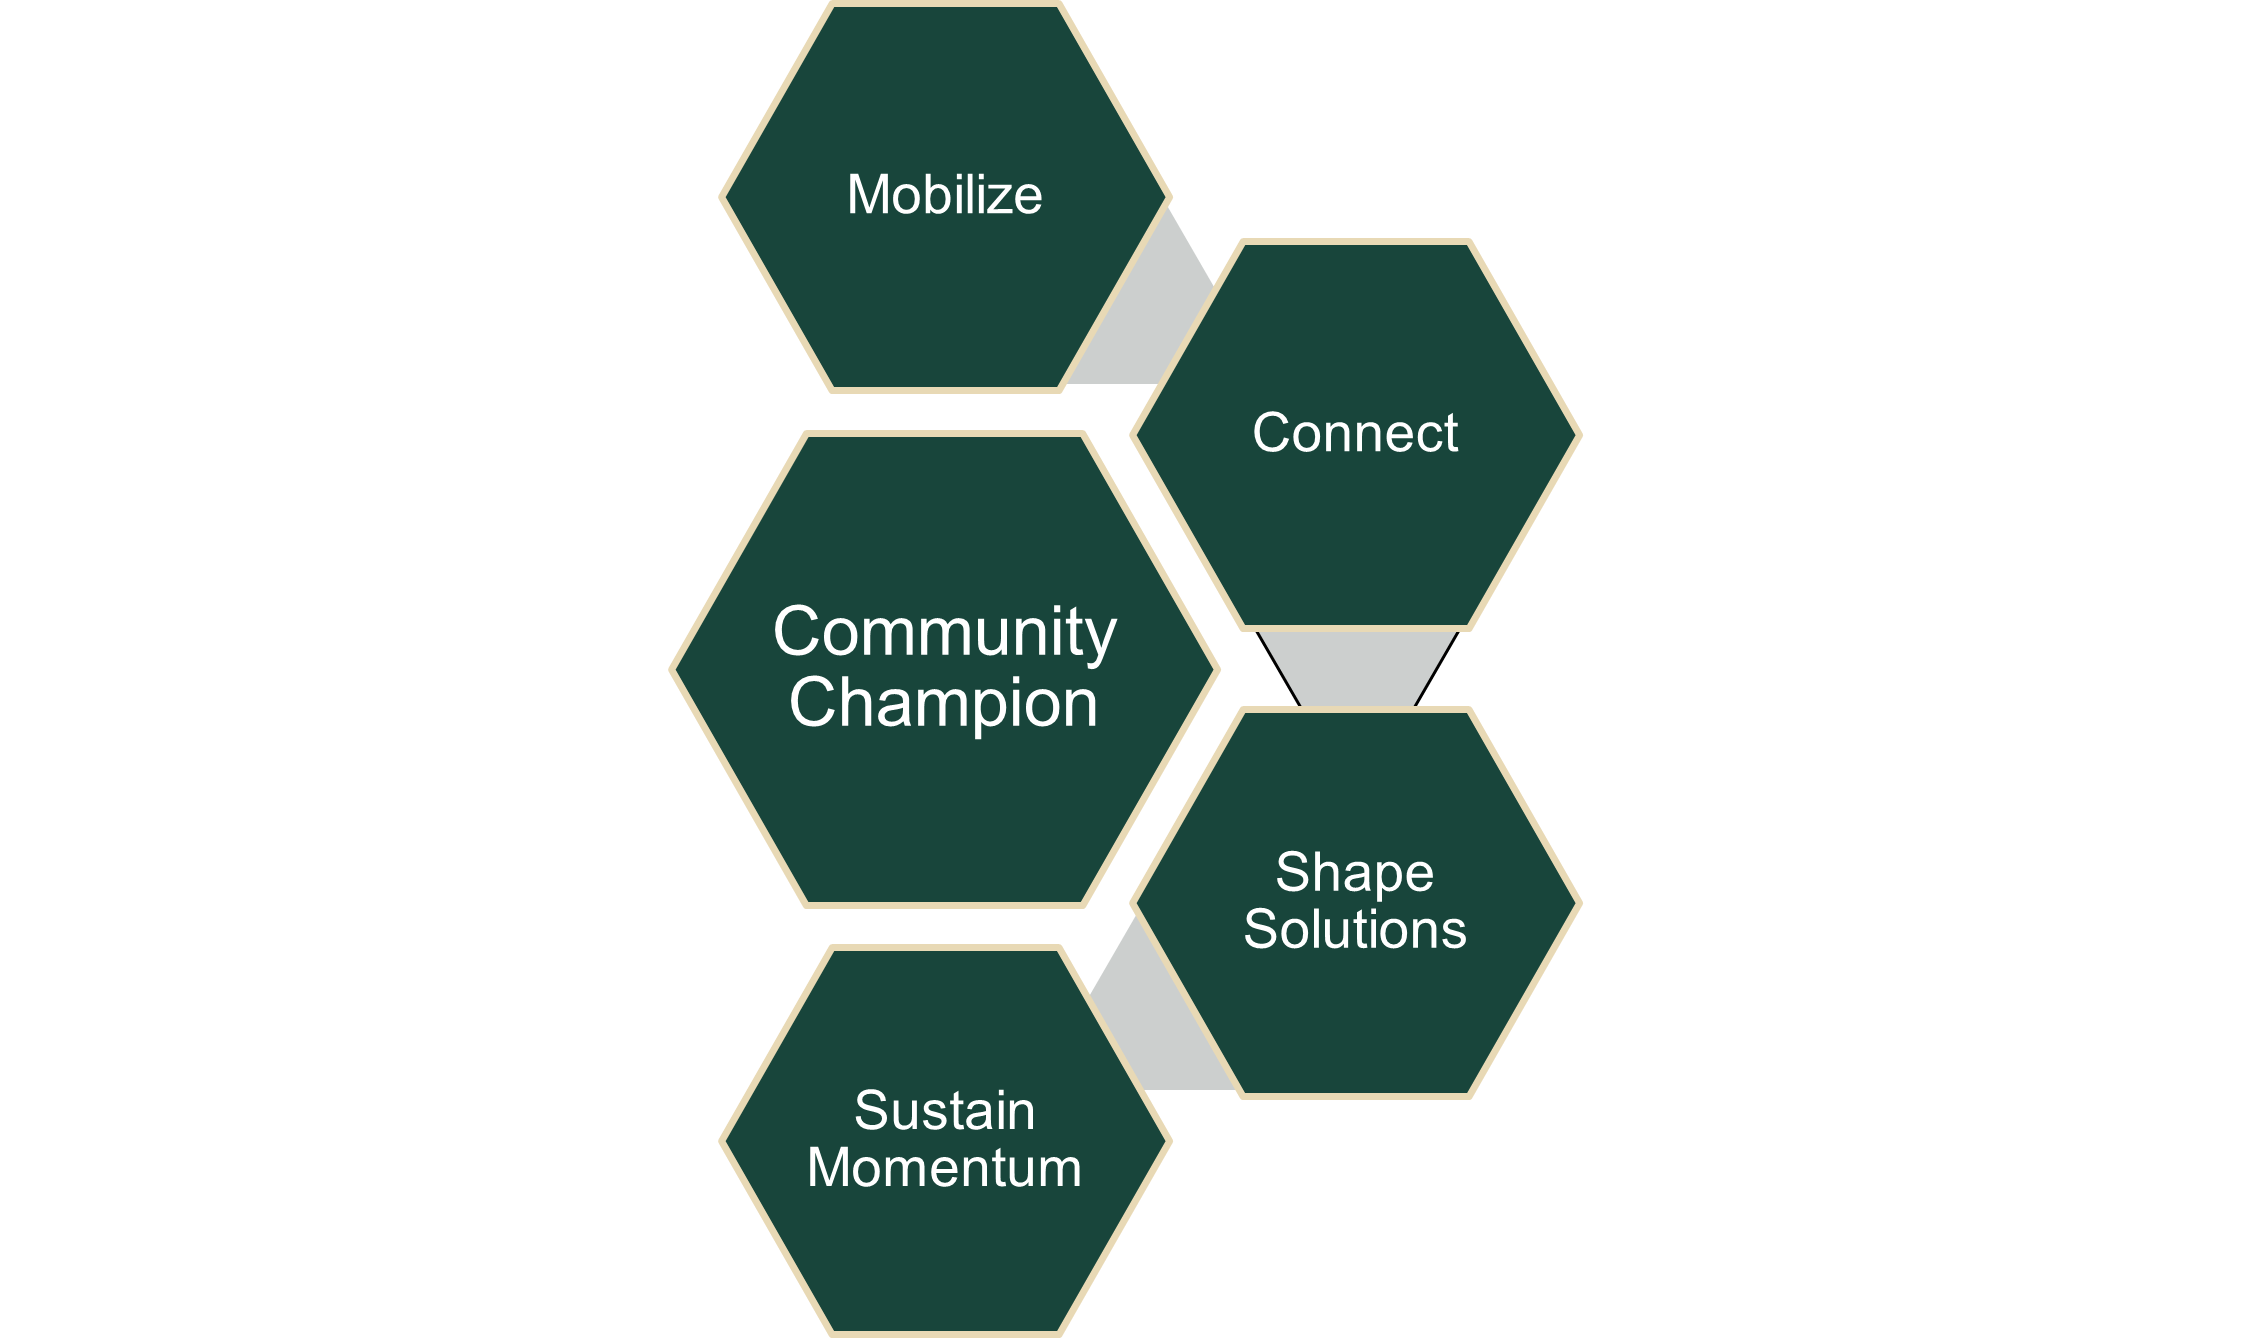 Mobilize
Connect
Community
Champion
Shape
Solutions
Sustain
Momentum